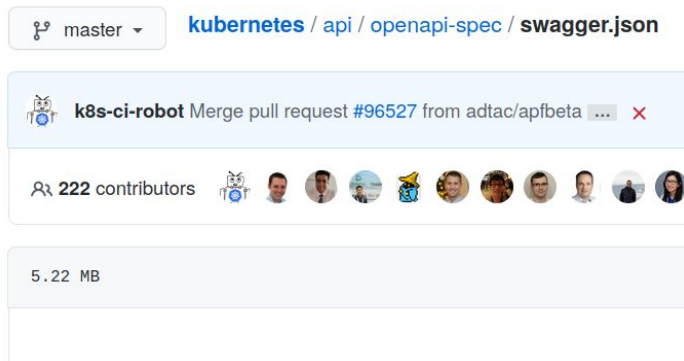 master kubernetes / api / openapi-spec / swagger.json
k8s-ci-robot Merge pull request #96527 from adtac/apfbeta ...
222 contributors
5.22 MB